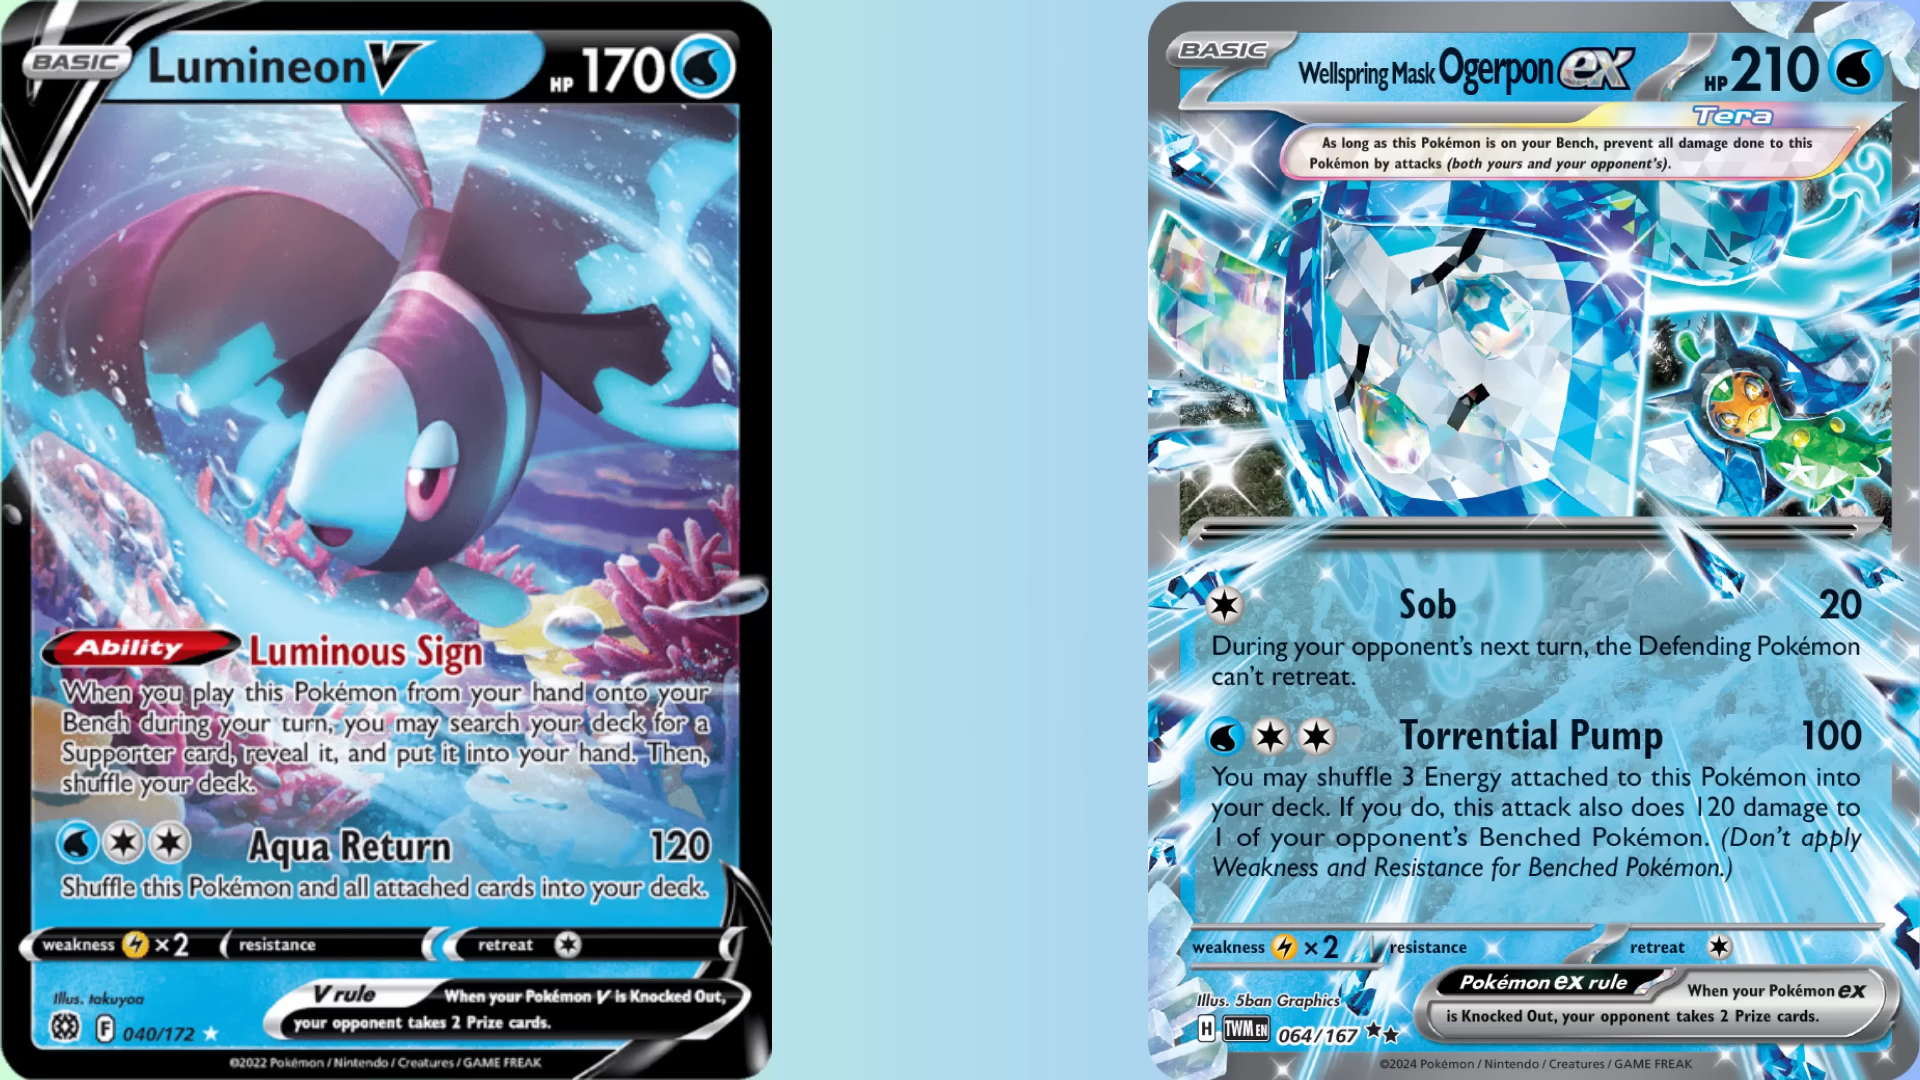 BASIC
Lumineon V
HP 170
Ability Luminous Sign
When you play this Pokémon from your hand onto your
Bench during your turn, you may search your deck for a
Supporter card, reveal it, and put it into your hand. Then,
shuffle your deck.
Aqua Return 120
Shuffle this Pokémon and all attached cards into your deck.
weakness ×2 resistance retreat
Illus. takuyoa
V rule When your Pokémon V is Knocked Out,
your opponent takes 2 Prize cards.
F 040/172
©2022 Pokémon / Nintendo / Creatures / GAME FREAK
BASIC
Wellspring Mask Ogerpon ex
HP 210
Tera
As long as this Pokémon is on your Bench, prevent all damage done to this
Pokémon by attacks (both yours and your opponent's).
Sob 20
During your opponent's next turn, the Defending Pokémon
can't retreat.
Torrential Pump 100
You may shuffle 3 Energy attached to this Pokémon into
your deck. If you do, this attack also does 120 damage to
1 of your opponent's Benched Pokémon. (Don't apply
Weakness and Resistance for Benched Pokémon.)
weakness ×2 resistance retreat
Illus. 5ban Graphics
Pokémon ex rule When your Pokémon ex
is Knocked Out, your opponent takes 2 Prize cards.
H TWM EN 064/167
©2024 Pokémon / Nintendo / Creatures / GAME FREAK